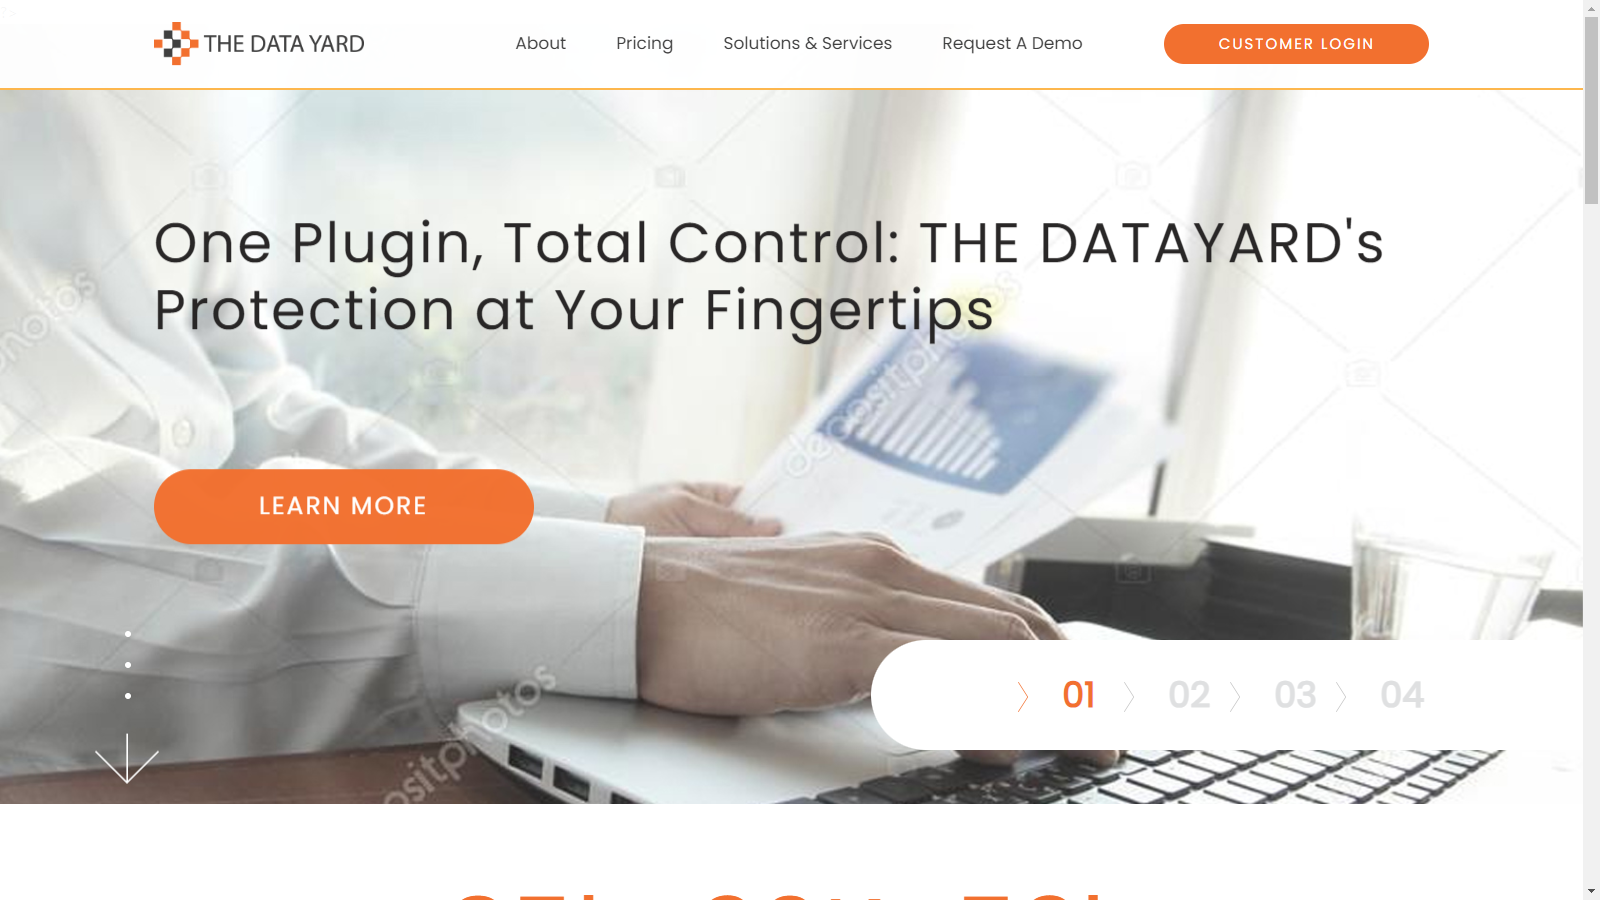 THE DATA YARD
About
Pricing
Solutions & Services
Request A Demo
CUSTOMER LOGIN
One Plugin, Total Control: THE DATAYARD's
Protection at Your Fingertips
depositphotos
LEARN MORE
01
02
03
04